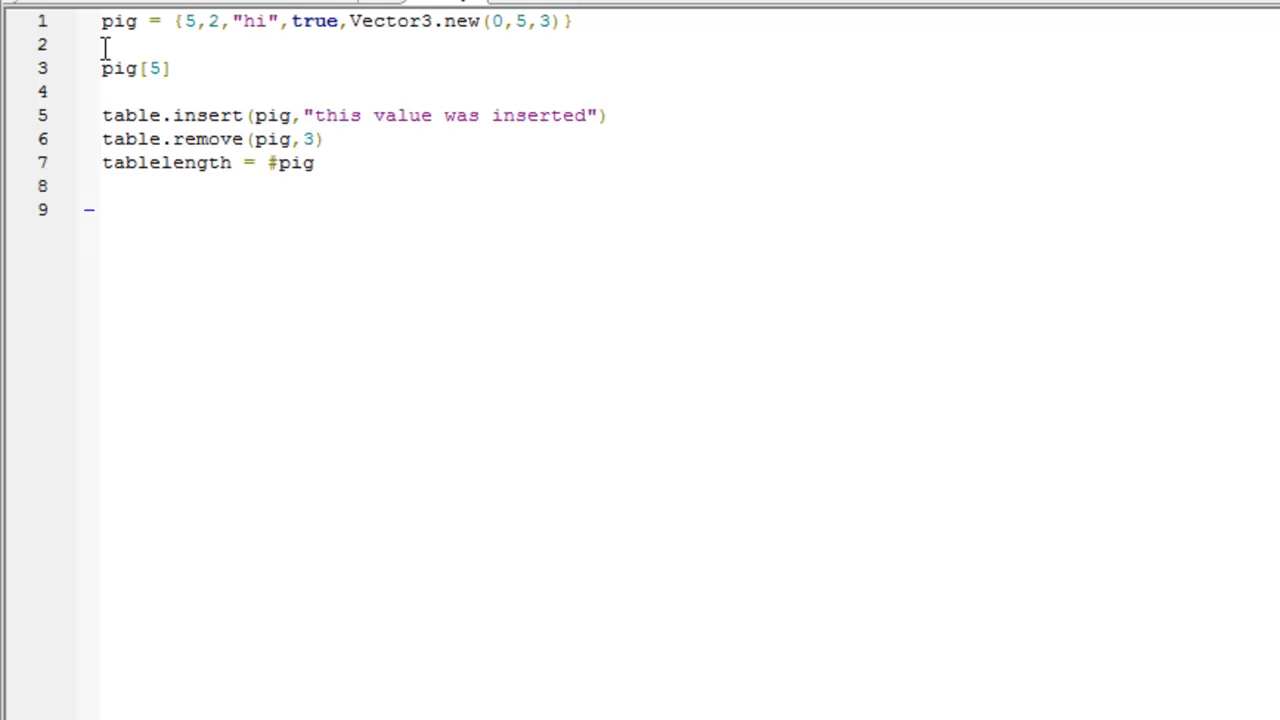 1 pig = {5,2,"hi",true,Vector3.new(0,5,3)}
2
3 pig[5]
4
5 table.insert(pig,"this value was inserted")
6 table.remove(pig,3)
7 tablelength = #pig
8
9